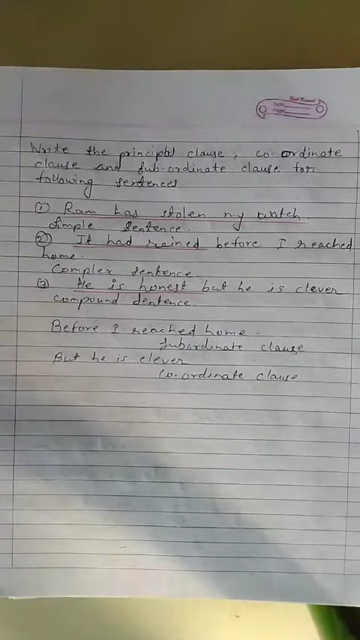 Write the principal clause, co-ordinate
clause and Sub-ordinate clause for
following sentences
① Ram has stolen my watch.
Simple Sentence.
② It had rained before I reached
home.
Complex sentence.
③ He is honest but he is clever
compound sentence.
Before I reached home.
Subordinate clause
But he is clever
Co-ordinate clause